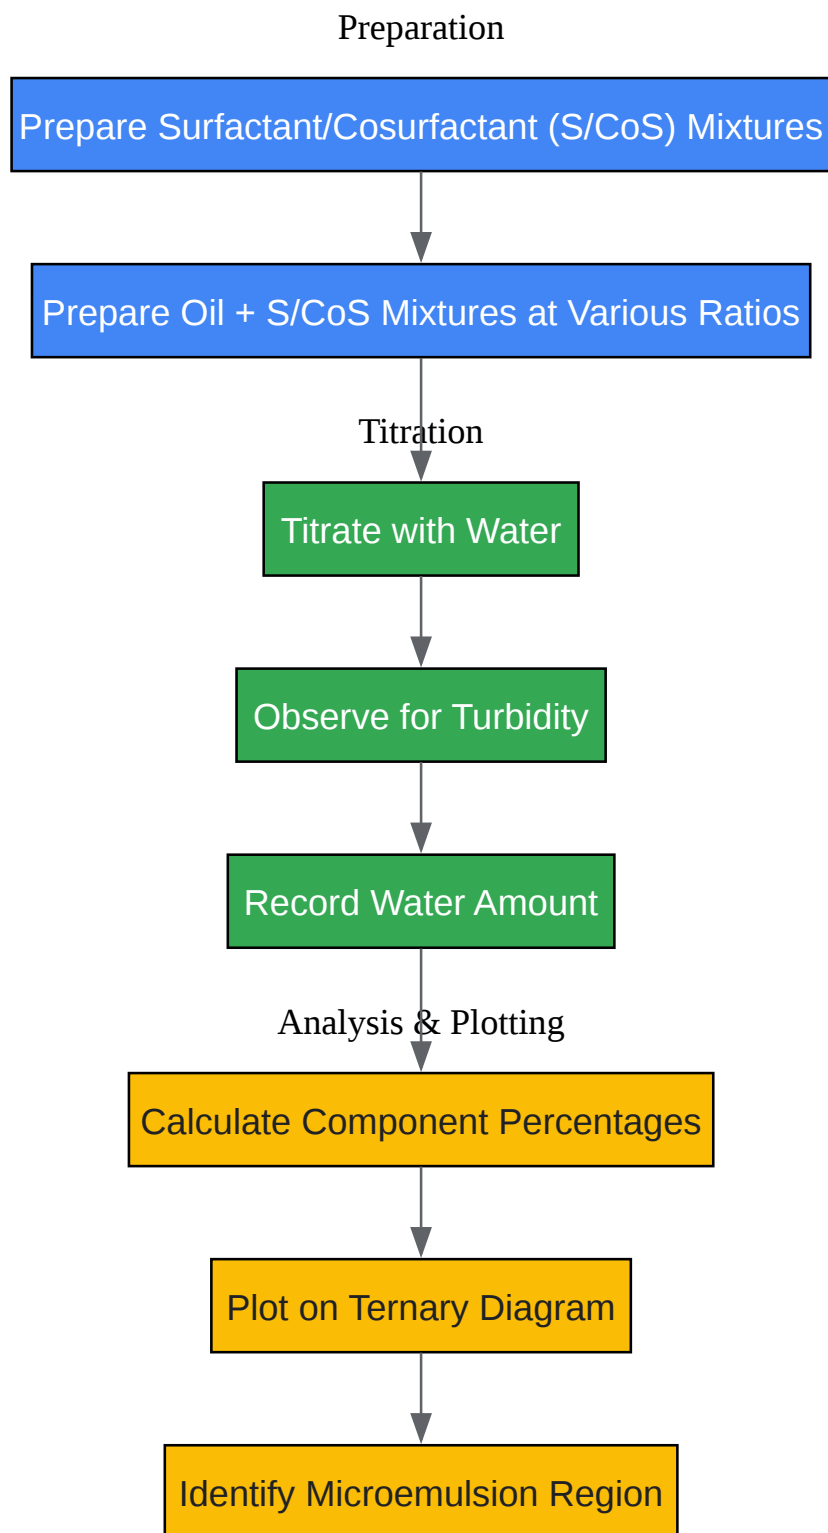 Preparation
Prepare Surfactant/Cosurfactant (S/CoS) Mixtures
Prepare Oil + S/CoS Mixtures at Various Ratios
Titration
Titrate with Water
Observe for Turbidity
Record Water Amount
Analysis & Plotting
Calculate Component Percentages
Plot on Ternary Diagram
Identify Microemulsion Region